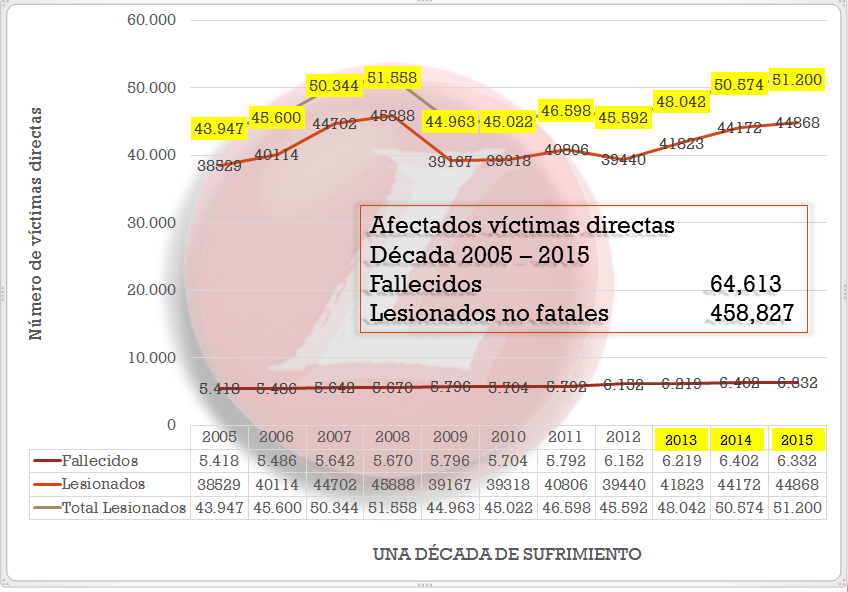 60.000
50.000
40.000
30.000
20.000
10.000
0
Número de víctimas directas
43.947 45.600 50.344 51.558 44.963 45.022 46.598 45.592 48.042 50.574 51.200
38529 40114 44702 45888 39167 39318 40806 39440 41823 44172 44868
Afectados víctimas directas
Década 2005 – 2015
Fallecidos 64,613
Lesionados no fatales 458,827
5.418 5.486 5.642 5.670 5.796 5.704 5.792 6.152 6.219 6.402 6.332
2005 2006 2007 2008 2009 2010 2011 2012 2013 2014 2015
Fallecidos 5.418 5.486 5.642 5.670 5.796 5.704 5.792 6.152 6.219 6.402 6.332
Lesionados 38529 40114 44702 45888 39167 39318 40806 39440 41823 44172 44868
Total Lesionados 43.947 45.600 50.344 51.558 44.963 45.022 46.598 45.592 48.042 50.574 51.200
UNA DÉCADA DE SUFRIMIENTO